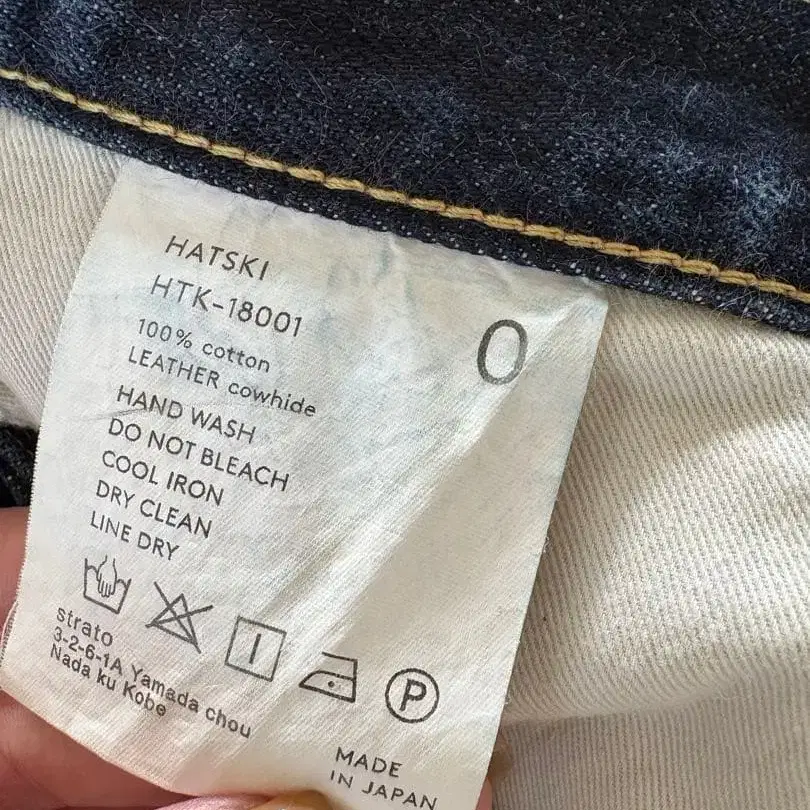 HATSKI
HTK-18001
O
100% cotton
LEATHER cowhide
HAND WASH
DO NOT BLEACH
COOL IRON
DRY CLEAN
LINE DRY
P
strato
3-2-6-1A Yamada chou
Nada ku Kobe
MADE
IN JAPAN